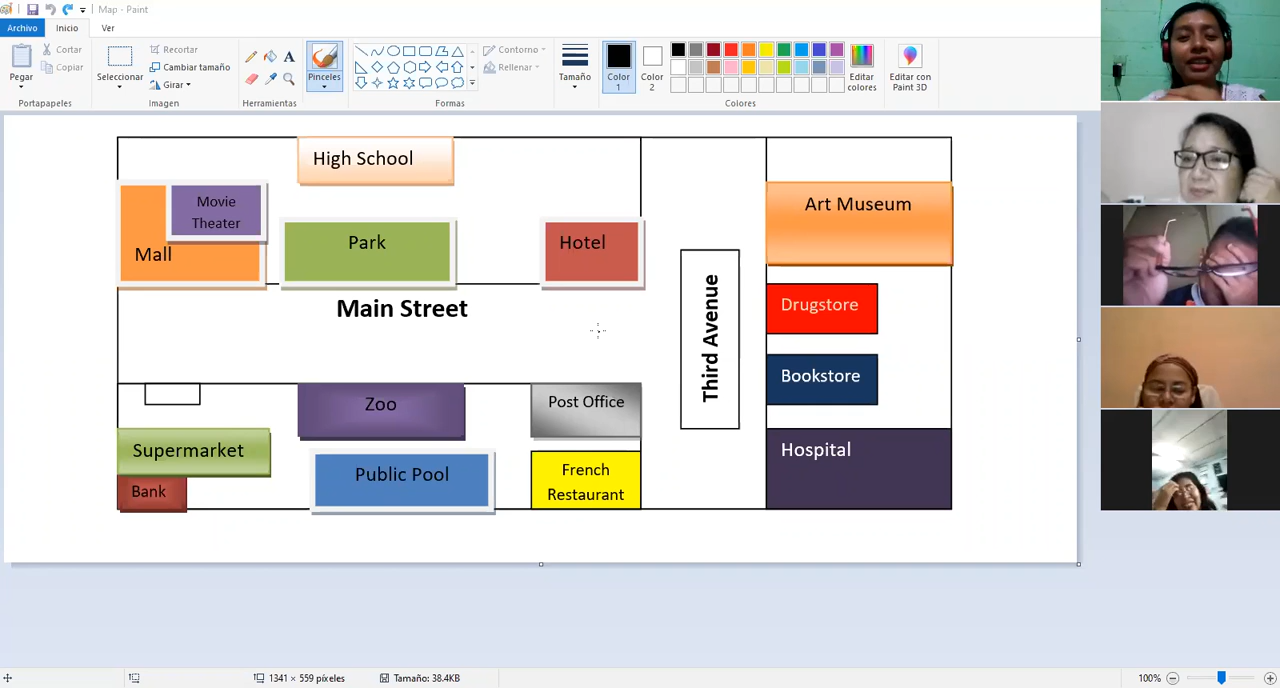 Map - Paint
Archivo Inicio Ver
Pegar
Cortar
Copiar
Portapapeles
Seleccionar
Recortar
Cambiar tamaño
Girar
Imagen
A
Herramientas
Pinceles
Contorno
Rellenar
Formas
Tamaño
Color 1
Color 2
Editar colores
Colores
Editar con Paint 3D
High School
Movie
Theater
Mall
Park
Hotel
Art Museum
Main Street
Third Avenue
Drugstore
Bookstore
Zoo
Post Office
Supermarket
Bank
Public Pool
French
Restaurant
Hospital
1341 × 559 píxeles
Tamaño: 38.4KB
100%